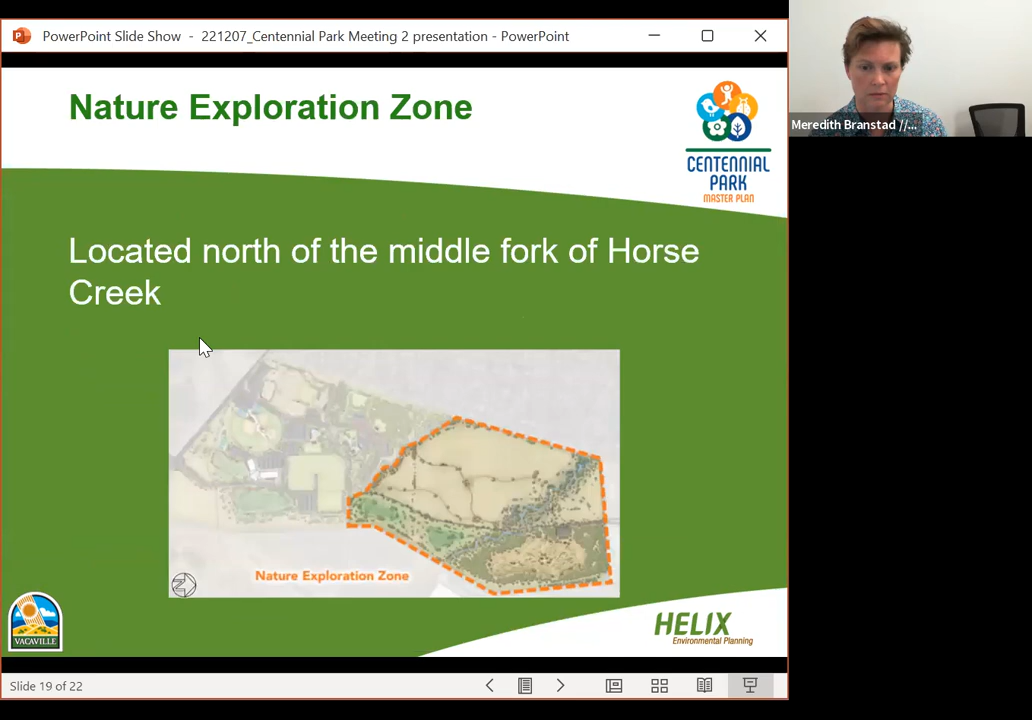 PowerPoint Slide Show - 221207_Centennial Park Meeting 2 presentation - PowerPoint
Nature Exploration Zone
CENTENNIAL
PARK
MASTER PLAN
Meredith Branstad //...
Located north of the middle fork of Horse
Creek
Nature Exploration Zone
VACAVILLE
HELIX
Environmental Planning
Slide 19 of 22